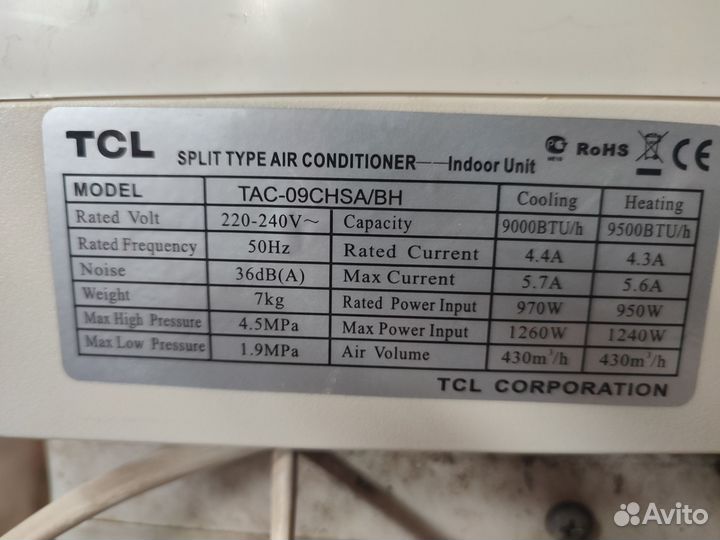 TCL SPLIT TYPE AIR CONDITIONER——Indoor Unit RoHS CE
MODEL TAC-09CHSA/BH Cooling Heating
Rated Volt 220-240V~ Capacity 9000BTU/h 9500BTU/h
Rated Frequency 50Hz Rated Current 4.4A 4.3A
Noise 36dB(A) Max Current 5.7A 5.6A
Weight 7kg Rated Power Input 970W 950W
Max High Pressure 4.5MPa Max Power Input 1260W 1240W
Max Low Pressure 1.9MPa Air Volume 430m³/h 430m³/h
TCL CORPORATION
Avito